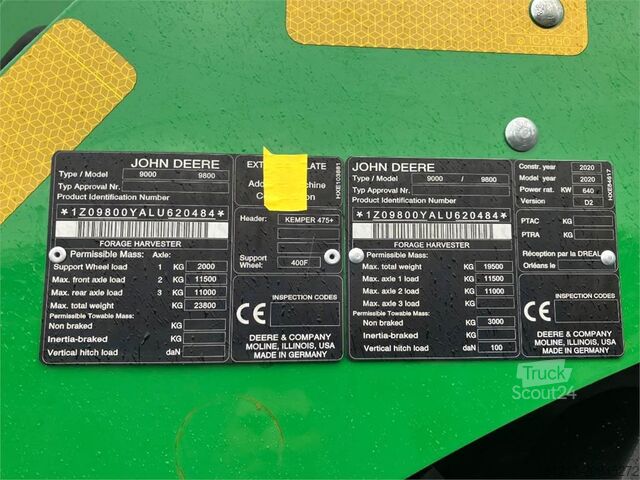 JOHN DEERE
Type / Model 9000 9800
Typ Approval Nr.
Product Identification Number
*1Z09800YALU620484*
FORAGE HARVESTER
Permissible Mass: Axle:
Support Wheel load 1 KG 2000
Max. front axle load 2 KG 11500
Max. rear axle load 3 KG 11000
Max. total weight KG 23800
Permissible Towable Mass:
Non braked KG
Inertia-braked KG
Vertical hitch load daN
Header: KEMPER 475+
Support
Wheel: 400F
CE INSPECTION CODES
DEERE & COMPANY
MOLINE, ILLINOIS, USA
MADE IN GERMANY
JOHN DEERE
Type / Model 9000 / 9800
Typ Approval Nr.
Product Identification Number
*1Z09800YALU620484*
FORAGE HARVESTER
Permissible Mass:
Max. total weight KG 19500
Max. axle 1 load KG 11500
Max. axle 2 load KG 11000
Max. axle 3 load KG
Permissible Towable Mass:
Non braked KG 3000
Inertia-braked KG
Vertical hitch load daN 100
Constr. year 2020
Model year 2020
Power rat. KW 640
Version D2
HXE84617
PTAC KG
PTRA KG
Réception par la DREAL
Orléans le
CE INSPECTION CODES
DEERE & COMPANY
MOLINE, ILLINOIS, USA
MADE IN GERMANY
Truck
Scout24